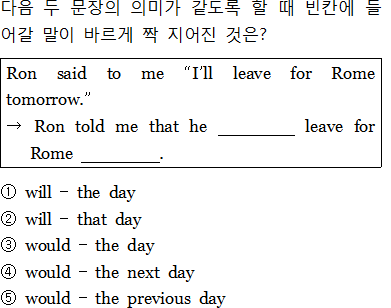 다음 두 문장의 의미가 같도록 할 때 빈칸에 들
어갈 말이 바르게 짝 지어진 것은?
Ron said to me “I’ll leave for Rome
tomorrow.”
→ Ron told me that he _________ leave for
Rome _________.
① will - the day
② will - that day
③ would - the day
④ would - the next day
⑤ would - the previous day